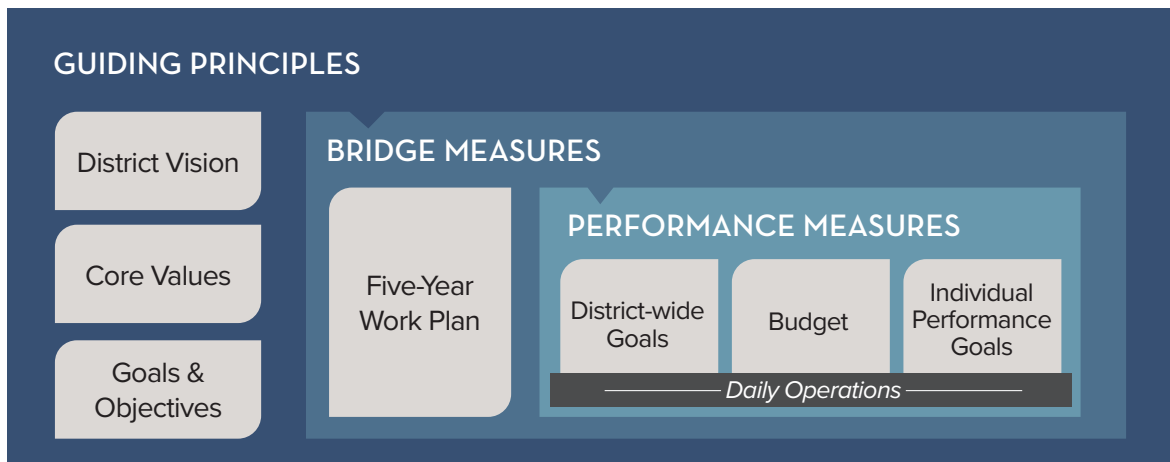 GUIDING PRINCIPLES
District Vision
Core Values
Goals &
Objectives
BRIDGE MEASURES
Five-Year
Work Plan
PERFORMANCE MEASURES
District-wide
Goals
Budget
Individual
Performance
Goals
Daily Operations